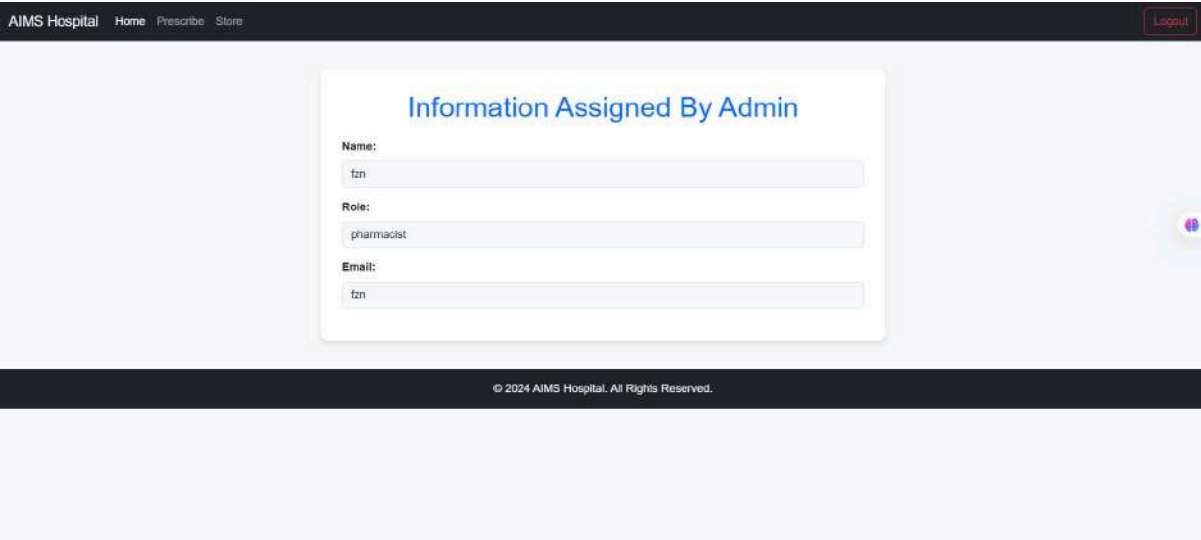 AIMS Hospital Home Prescribe Store Logout
Information Assigned By Admin
Name:
fzn
Role:
pharmacist
Email:
fzn
© 2024 AIMS Hospital. All Rights Reserved.